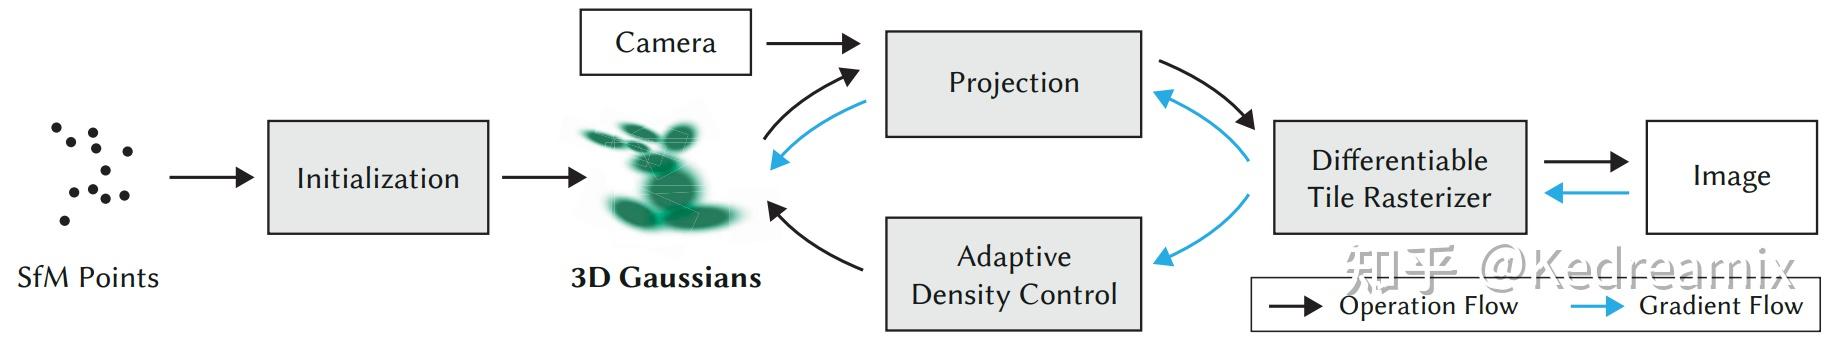 Camera
Projection
Initialization
Differentiable
Tile Rasterizer
Image
SfM Points
3D Gaussians
Adaptive
Density Control
知乎 @Kedreamix
Operation Flow
Gradient Flow